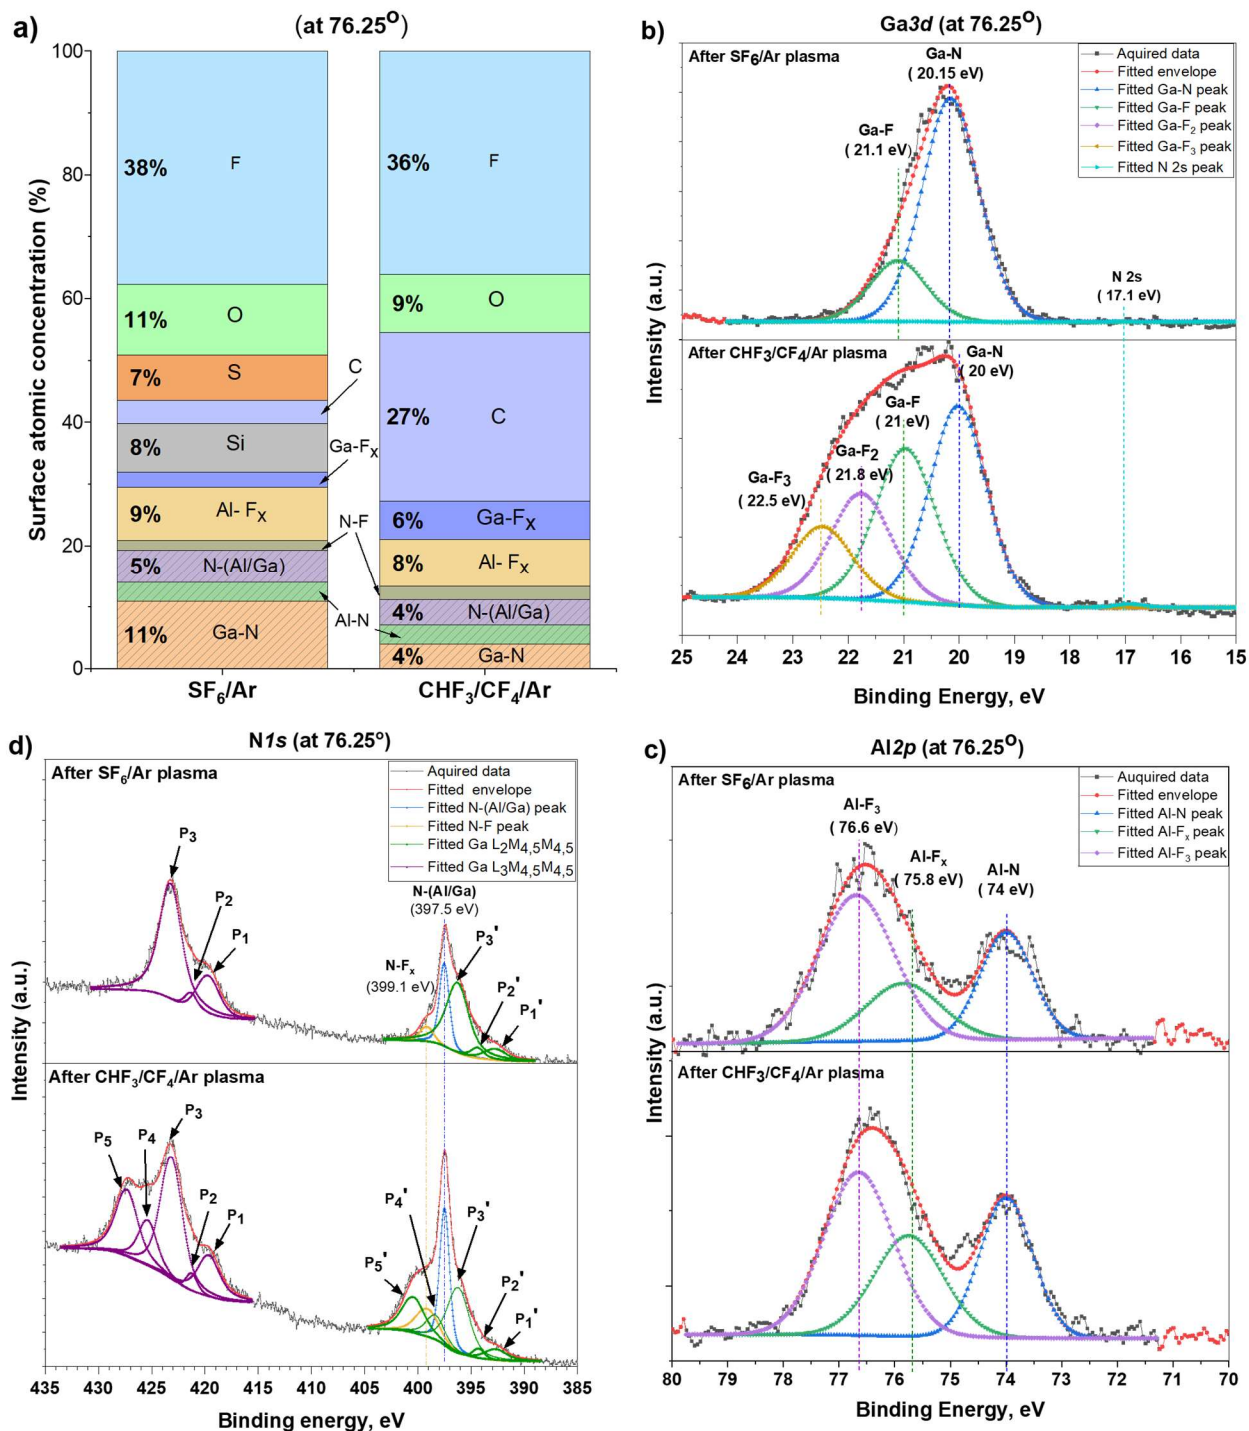 a)
(at 76.25O)
Surface atomic concentration (%)
100
80
60
40
20
0
38%
F
11%
O
7%
S
8%
Si
9%
Al- Fx
5%
N-(Al/Ga)
11%
Ga-N
C
Ga-Fx
N-F
Al-N
36%
F
9%
O
27%
C
6%
Ga-Fx
8%
Al- Fx
4%
N-(Al/Ga)
4%
Ga-N
SF6/Ar
CHF3/CF4/Ar
b)
Ga3d (at 76.25O)
After SF6/Ar plasma
Ga-N
( 20.15 eV)
Ga-F
( 21.1 eV)
N 2s
( 17.1 eV)
Aquired data
Fitted envelope
Fitted Ga-N peak
Fitted Ga-F peak
Fitted Ga-F2 peak
Fitted Ga-F3 peak
Fitted N 2s peak
After CHF3/CF4/Ar plasma
Ga-N
( 20 eV)
Ga-F
( 21 eV)
Ga-F2
( 21.8 eV)
Ga-F3
( 22.5 eV)
Intensity (a.u.)
25 24 23 22 21 20 19 18 17 16 15
Binding Energy, eV
d)
N1s (at 76.25o)
After SF6/Ar plasma
P3
P2
P1
Aquired data
Fitted envelope
Fitted N-(Al/Ga) peak
Fitted N-F peak
Fitted Ga L2M4,5M4,5
Fitted Ga L3M4,5M4,5
N-(Al/Ga)
(397.5 eV)
N-Fx
(399.1 eV)
P3'
P2'
P1'
After CHF3/CF4/Ar plasma
P5
P4
P3
P2
P1
P5'
P4'
P3'
P2'
P1'
Intensity (a.u.)
435 430 425 420 415 410 405 400 395 390 385
Binding energy, eV
c)
Al2p (at 76.25O)
After SF6/Ar plasma
Al-F3
( 76.6 eV)
Al-Fx
( 75.8 eV)
Al-N
( 74 eV)
Auquired data
Fitted envelope
Fitted Al-N peak
Fitted Al-Fx peak
Fitted Al-F3 peak
After CHF3/CF4/Ar plasma
Intensity (a.u.)
80 79 78 77 76 75 74 73 72 71 70
Binding Energy, eV